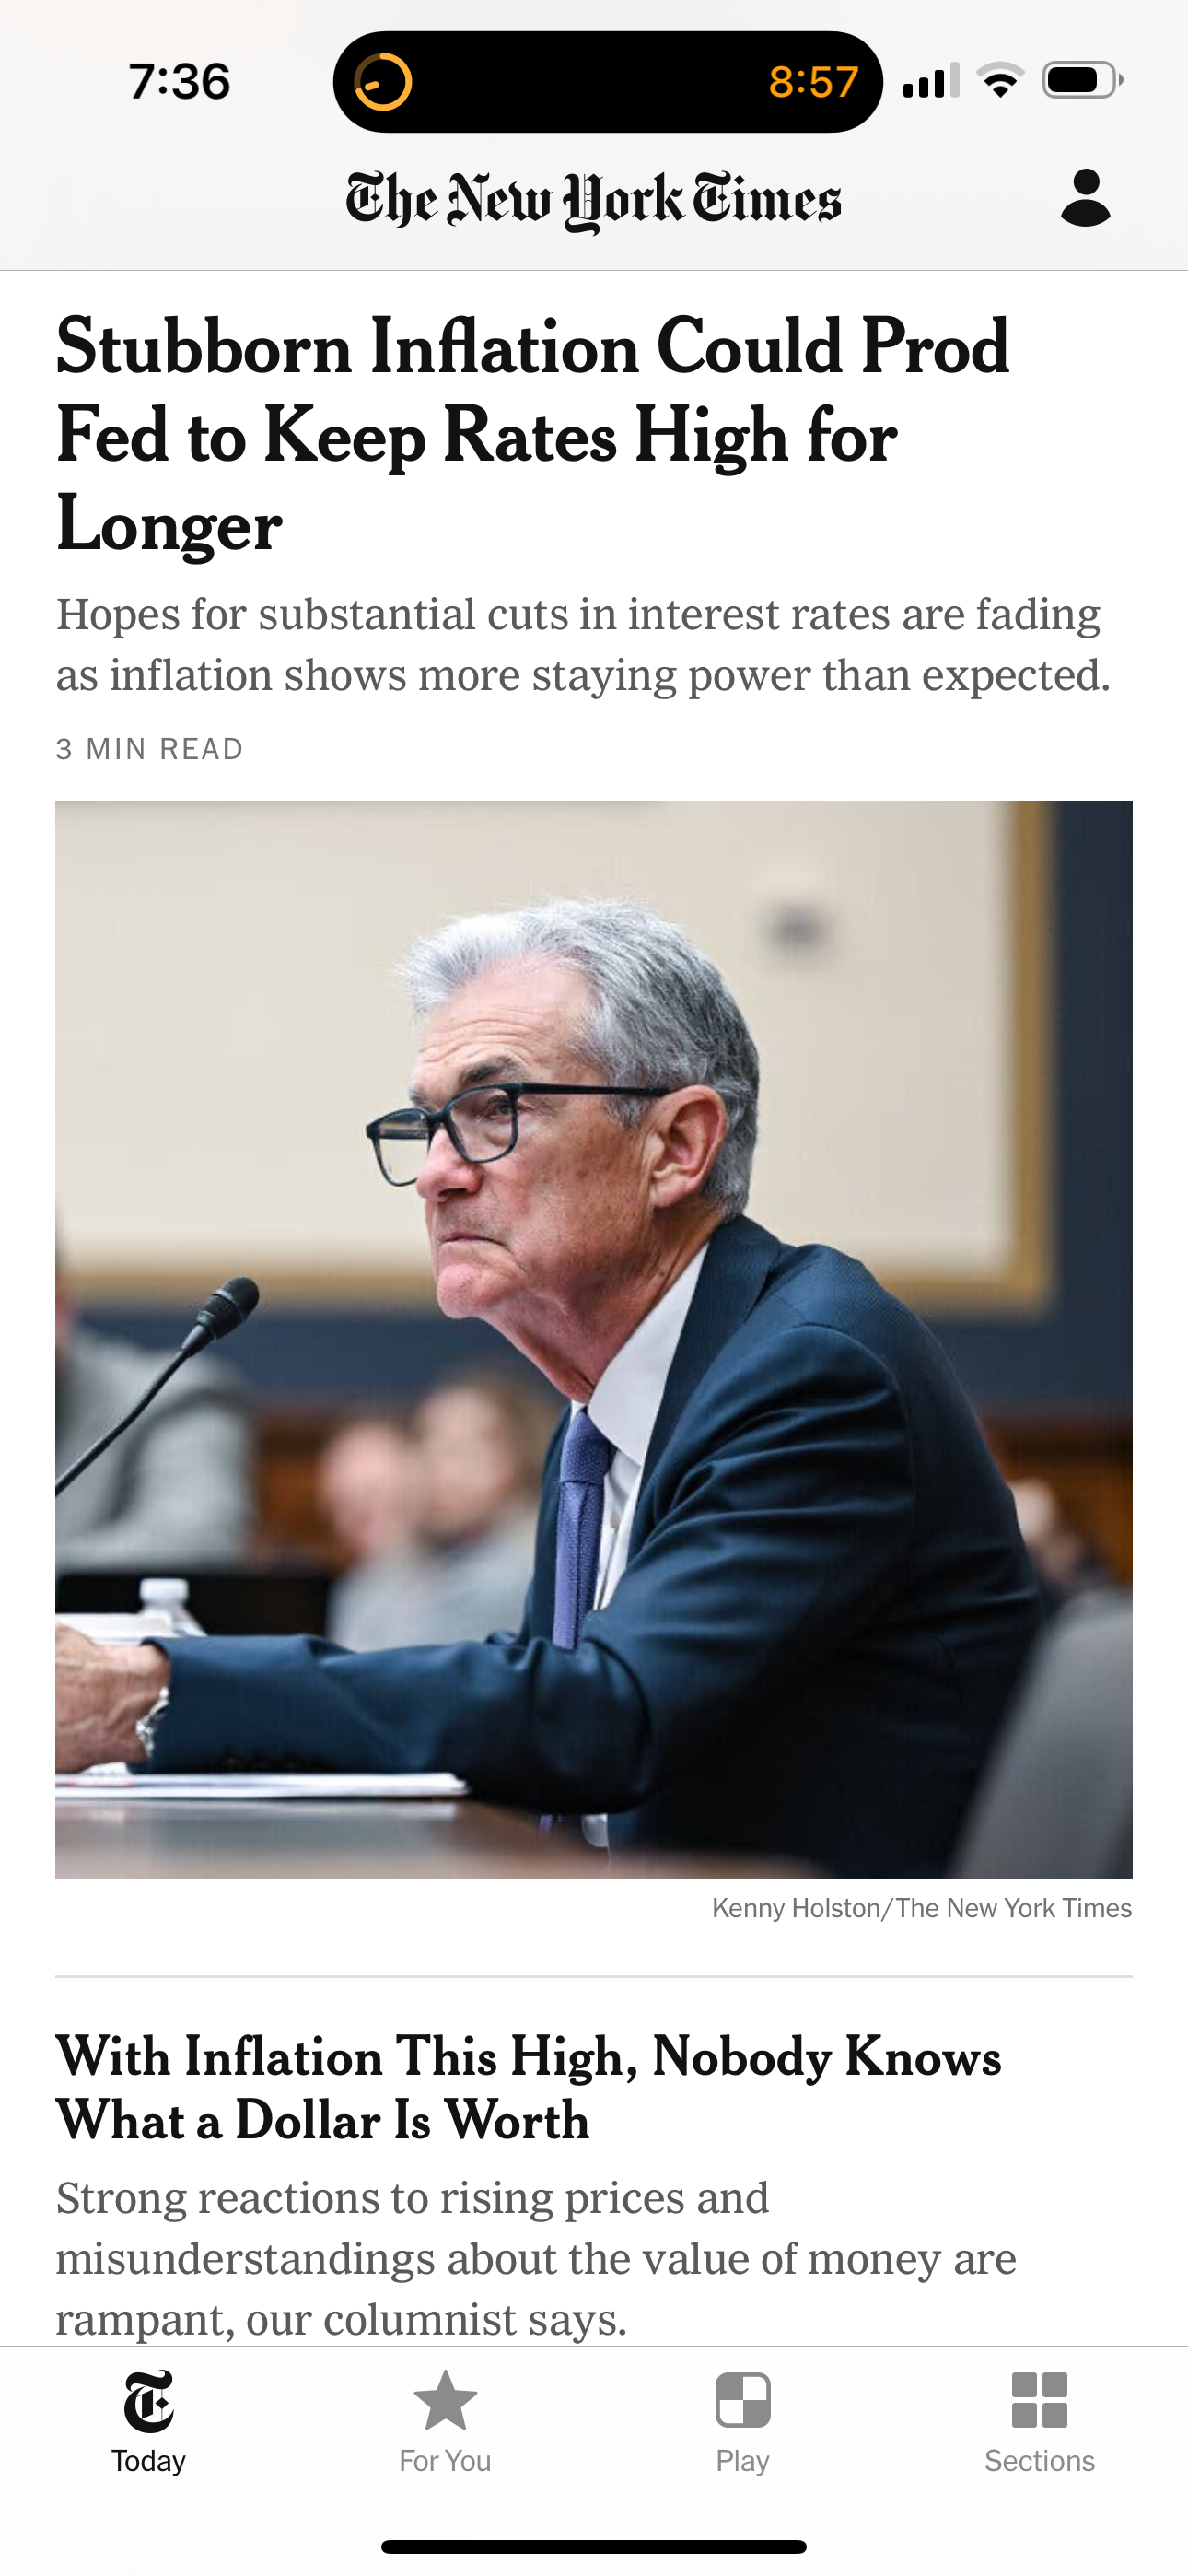 7:36
8:57
The New York Times
Stubborn Inflation Could Prod
Fed to Keep Rates High for
Longer
Hopes for substantial cuts in interest rates are fading
as inflation shows more staying power than expected.
3 MIN READ
Kenny Holston/The New York Times
With Inflation This High, Nobody Knows
What a Dollar Is Worth
Strong reactions to rising prices and
misunderstandings about the value of money are
rampant, our columnist says.
T
Today
For You
Play
Sections